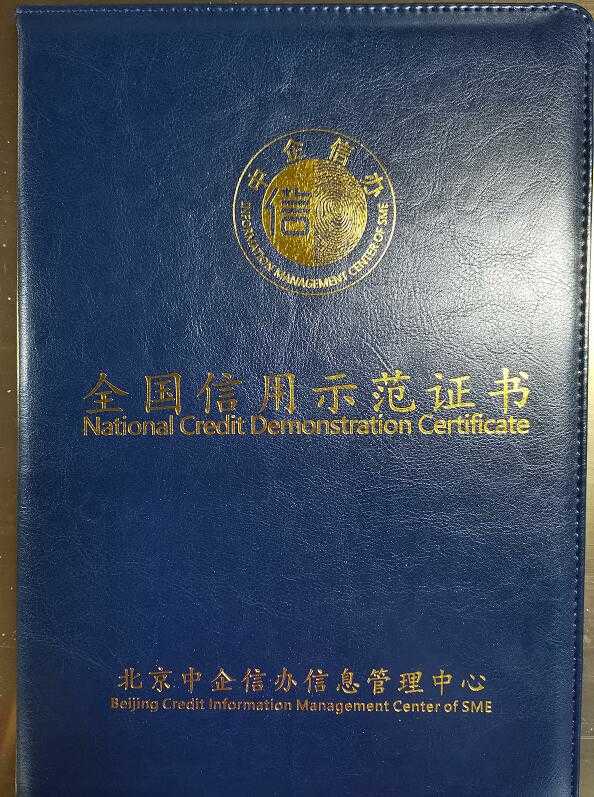 中企信办
信
INFORMATION MANAGEMENT CENTER OF SME
全国信用示范证书
National Credit Demonstration Certificate
北京中企信办信息管理中心
Beijing Credit Information Management Center of SME